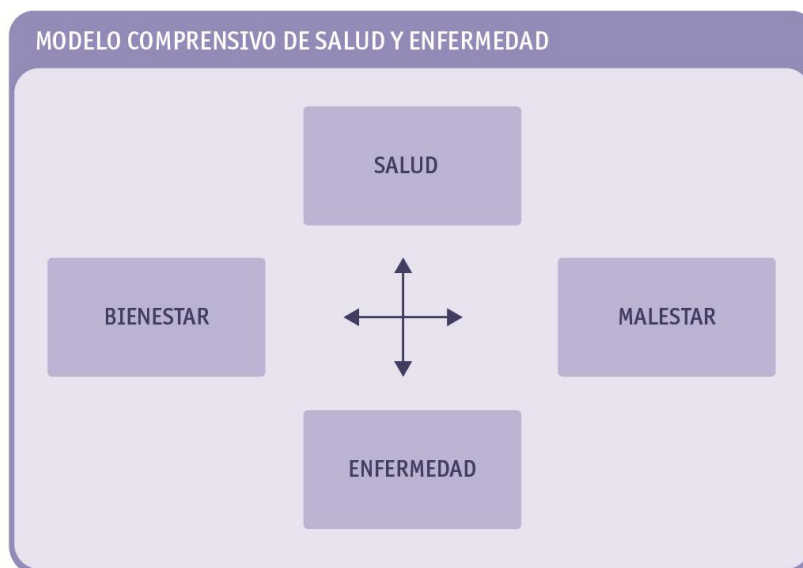 MODELO COMPRENSIVO DE SALUD Y ENFERMEDAD
SALUD
BIENESTAR
MALESTAR
ENFERMEDAD